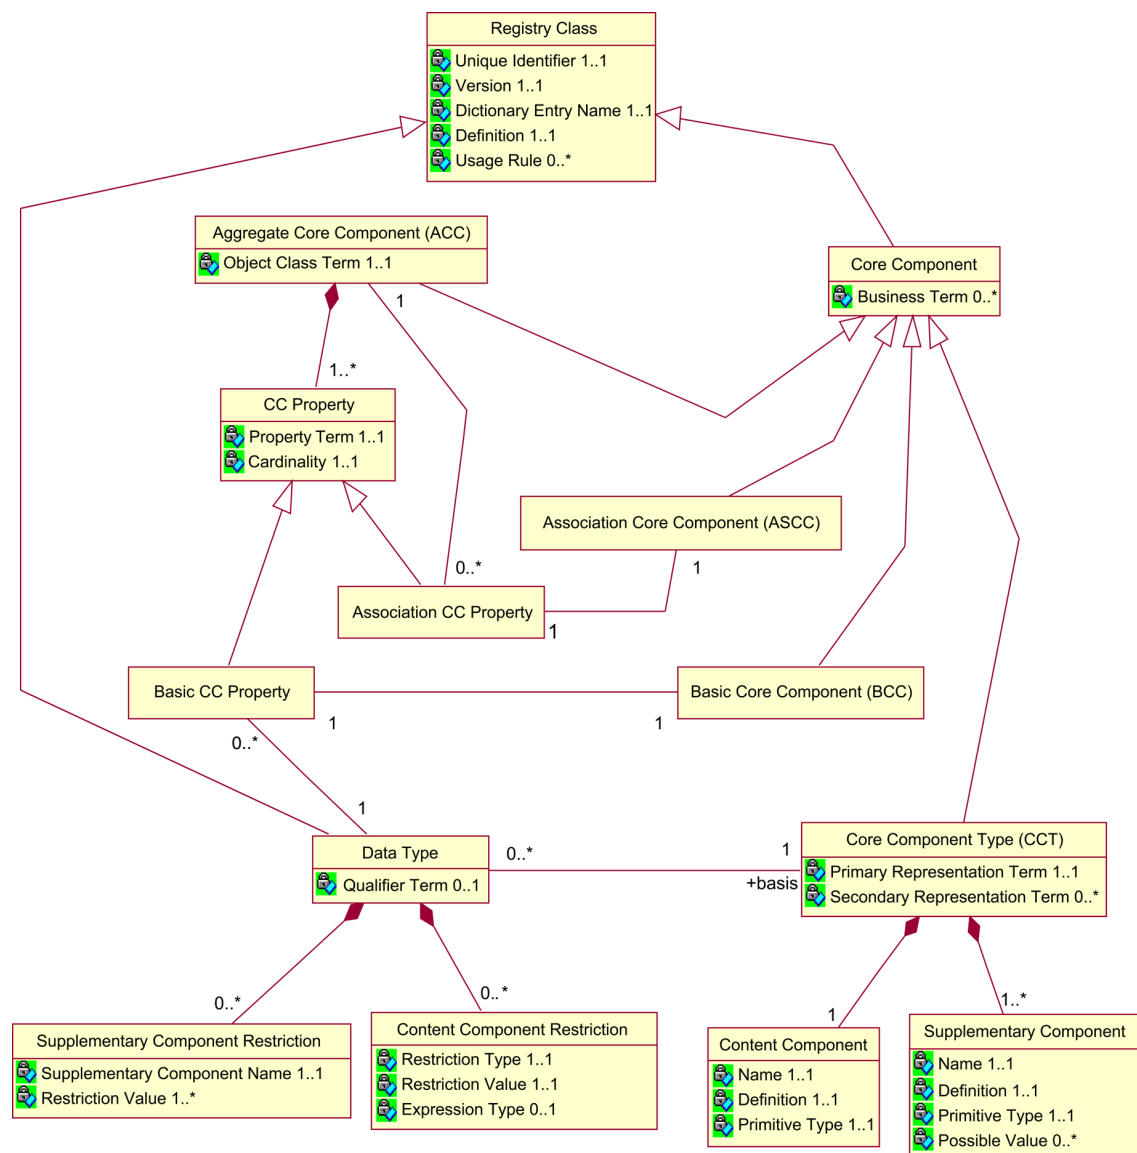 Registry Class
Unique Identifier 1..1
Version 1..1
Dictionary Entry Name 1..1
Definition 1..1
Usage Rule 0..*
Aggregate Core Component (ACC)
Object Class Term 1..1
Core Component
Business Term 0..*
1
1..*
CC Property
Property Term 1..1
Cardinality 1..1
Association Core Component (ASCC)
0..*
1
Association CC Property
1
Basic CC Property
Basic Core Component (BCC)
1
1
0..*
1
Data Type
Qualifier Term 0..1
0..*
1
+basis
Core Component Type (CCT)
Primary Representation Term 1..1
Secondary Representation Term 0..*
0..*
0..*
1
1..*
Supplementary Component Restriction
Supplementary Component Name 1..1
Restriction Value 1..*
Content Component Restriction
Restriction Type 1..1
Restriction Value 1..1
Expression Type 0..1
Content Component
Name 1..1
Definition 1..1
Primitive Type 1..1
Supplementary Component
Name 1..1
Definition 1..1
Primitive Type 1..1
Possible Value 0..*